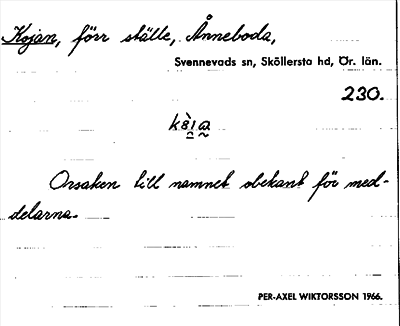 Kojan, förr ställe, Ånneboda,
Svennevads sn, Sköllersta hd, Ör. län.
230.
Orsaken till namnet obekant för med-
delarna.
PER-AXEL WIKTORSSON 1966.